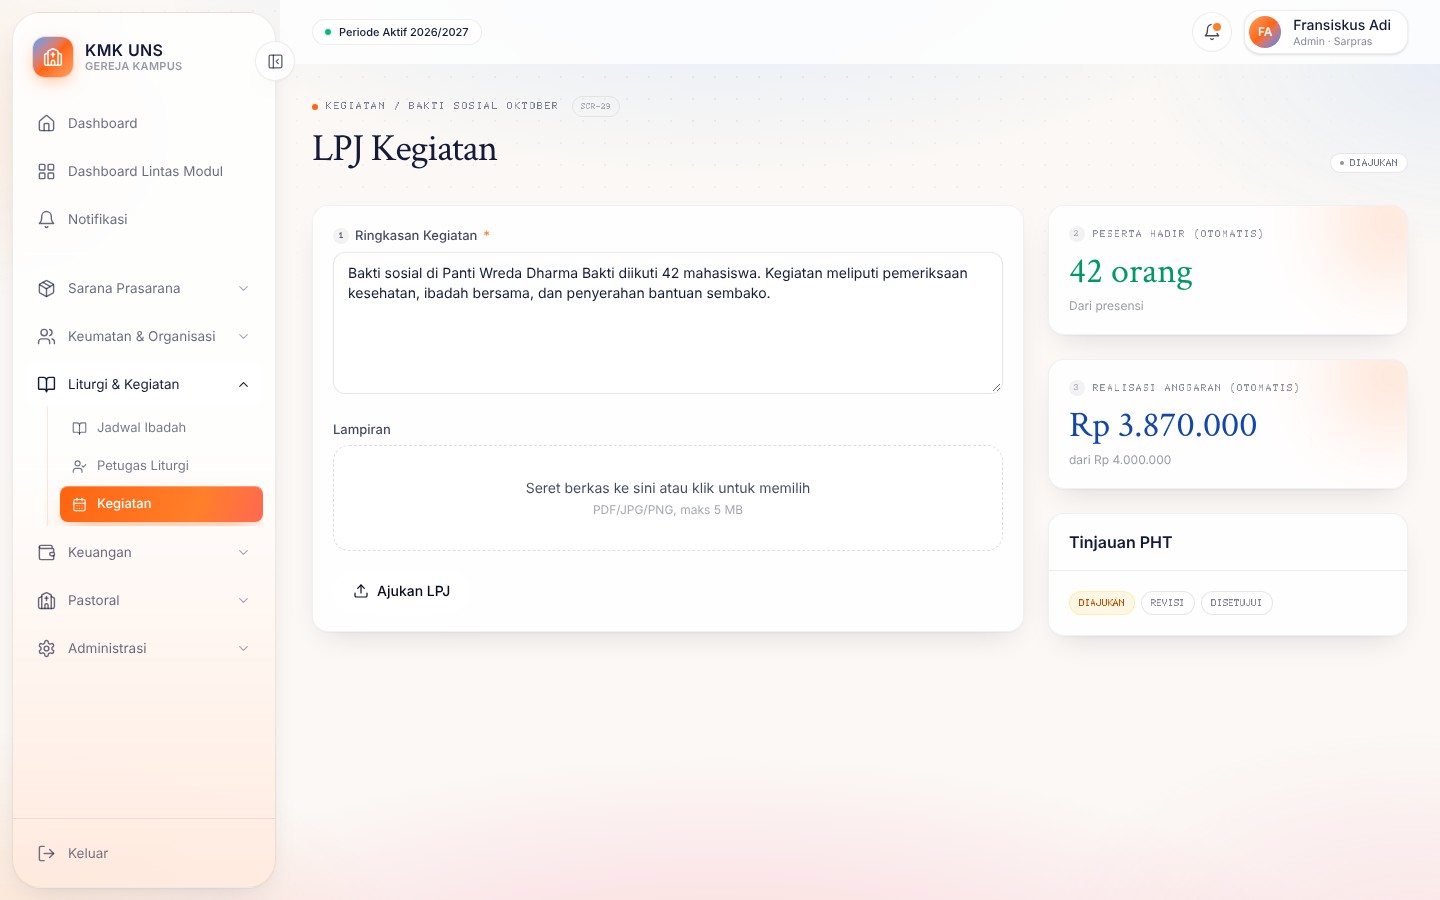 KMK UNS
GEREJA KAMPUS
Dashboard
Dashboard Lintas Modul
Notifikasi
Sarana Prasarana
Keumatan & Organisasi
Liturgi & Kegiatan
Jadwal Ibadah
Petugas Liturgi
Kegiatan
Keuangan
Pastoral
Administrasi
Keluar
Periode Aktif 2026/2027
FA
Fransiskus Adi
Admin · Sarpras
KEGIATAN / BAKTI SOSIAL OKTOBER
SCR-29
LPJ Kegiatan
DIAJUKAN
1 Ringkasan Kegiatan *
Bakti sosial di Panti Wreda Dharma Bakti diikuti 42 mahasiswa. Kegiatan meliputi pemeriksaan
kesehatan, ibadah bersama, dan penyerahan bantuan sembako.
Lampiran
Seret berkas ke sini atau klik untuk memilih
PDF/JPG/PNG, maks 5 MB
Ajukan LPJ
2 PESERTA HADIR (OTOMATIS)
42 orang
Dari presensi
3 REALISASI ANGGARAN (OTOMATIS)
Rp 3.870.000
dari Rp 4.000.000
Tinjauan PHT
DIAJUKAN REVISI DISETUJUI